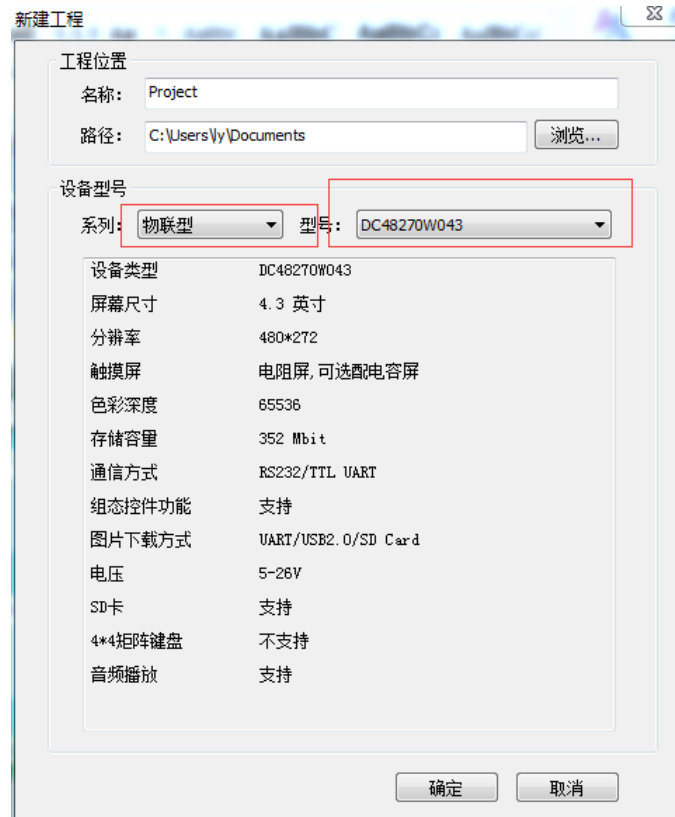 新建工程
工程位置
名称： Project
路径： C:\Users\ly\Documents 浏览...
设备型号
系列： 物联型 型号： DC48270W043
设备类型 DC48270W043
屏幕尺寸 4.3 英寸
分辨率 480*272
触摸屏 电阻屏,可选配电容屏
色彩深度 65536
存储容量 352 Mbit
通信方式 RS232/TTL UART
组态控件功能 支持
图片下载方式 UART/USB2.0/SD Card
电压 5-26V
SD卡 支持
4*4矩阵键盘 不支持
音频播放 支持
确定 取消